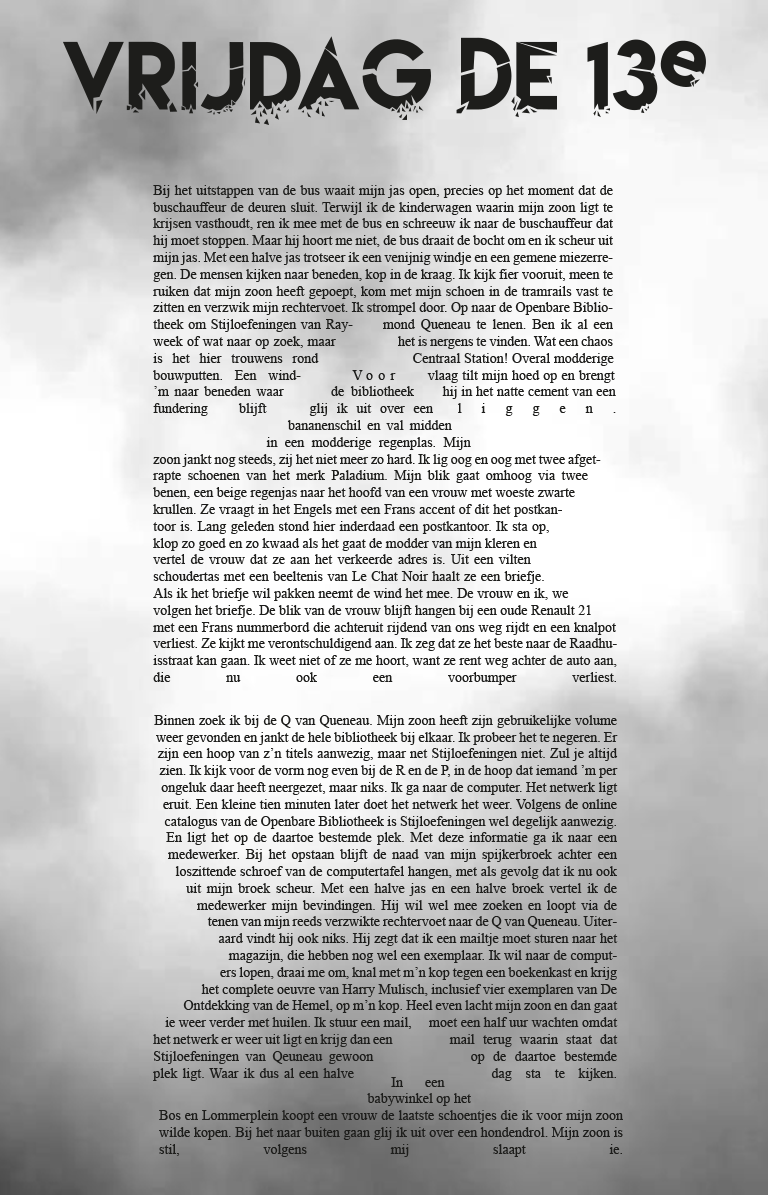 VRIJDAG DE 13e
Bij het uitstappen van de bus waait mijn jas open, precies op het moment dat de
buschauffeur de deuren sluit. Terwijl ik de kinderwagen waarin mijn zoon ligt te
krijsen vasthoudt, ren ik mee met de bus en schreeuw ik naar de buschauffeur dat
hij moet stoppen. Maar hij hoort me niet, de bus draait de bocht om en ik scheur uit
mijn jas. Met een halve jas trotseer ik een venijnig windje en een gemene miezerre-
gen. De mensen kijken naar beneden, kop in de kraag. Ik kijk fier vooruit, meen te
ruiken dat mijn zoon heeft gepoept, kom met mijn schoen in de tramrails vast te
zitten en verzwik mijn rechtervoet. Ik strompel door. Op naar de Openbare Biblio-
theek om Stijloefeningen van Ray- mond Queneau te lenen. Ben ik al een
week of wat naar op zoek, maar het is nergens te vinden. Wat een chaos
is het hier trouwens rond Centraal Station! Overal modderige
bouwputten. Een wind- Voor vlaag tilt mijn hoed op en brengt
’m naar beneden waar de bibliotheek hij in het natte cement van een
fundering blijft glij ik uit over een l i g g e n .
bananenschil en val midden
in een modderige regenplas. Mijn
zoon jankt nog steeds, zij het niet meer zo hard. Ik lig oog en oog met twee afget-
rapte schoenen van het merk Paladium. Mijn blik gaat omhoog via twee
benen, een beige regenjas naar het hoofd van een vrouw met woeste zwarte
krullen. Ze vraagt in het Engels met een Frans accent of dit het postkan-
toor is. Lang geleden stond hier inderdaad een postkantoor. Ik sta op,
klop zo goed en zo kwaad als het gaat de modder van mijn kleren en
vertel de vrouw dat ze aan het verkeerde adres is. Uit een vilten
schoudertas met een beeltenis van Le Chat Noir haalt ze een briefje.
Als ik het briefje wil pakken neemt de wind het mee. De vrouw en ik, we
volgen het briefje. De blik van de vrouw blijft hangen bij een oude Renault 21
met een Frans nummerbord die achteruit rijdend van ons weg rijdt en een knalpot
verliest. Ze kijkt me verontschuldigend aan. Ik zeg dat ze het beste naar de Raadhu-
isstraat kan gaan. Ik weet niet of ze me hoort, want ze rent weg achter de auto aan,
die nu ook een voorbumper verliest.
Binnen zoek ik bij de Q van Queneau. Mijn zoon heeft zijn gebruikelijke volume
weer gevonden en jankt de hele bibliotheek bij elkaar. Ik probeer het te negeren. Er
zijn een hoop van z’n titels aanwezig, maar net Stijloefeningen niet. Zul je altijd
zien. Ik kijk voor de vorm nog even bij de R en de P, in de hoop dat iemand ’m per
ongeluk daar heeft neergezet, maar niks. Ik ga naar de computer. Het netwerk ligt
eruit. Een kleine tien minuten later doet het netwerk het weer. Volgens de online
catalogus van de Openbare Bibliotheek is Stijloefeningen wel degelijk aanwezig.
En ligt het op de daartoe bestemde plek. Met deze informatie ga ik naar een
medewerker. Bij het opstaan blijft de naad van mijn spijkerbroek achter een
loszittende schroef van de computertafel hangen, met als gevolg dat ik nu ook
uit mijn broek scheur. Met een halve jas en een halve broek vertel ik de
medewerker mijn bevindingen. Hij wil wel mee zoeken en loopt via de
tenen van mijn reeds verzwikte rechtervoet naar de Q van Queneau. Uiter-
aard vindt hij ook niks. Hij zegt dat ik een mailtje moet sturen naar het
magazijn, die hebben nog wel een exemplaar. Ik wil naar de comput-
ers lopen, draai me om, knal met m’n kop tegen een boekenkast en krijg
het complete oeuvre van Harry Mulisch, inclusief vier exemplaren van De
Ontdekking van de Hemel, op m’n kop. Heel even lacht mijn zoon en dan gaat
ie weer verder met huilen. Ik stuur een mail, moet een half uur wachten omdat
het netwerk er weer uit ligt en krijg dan een mail terug waarin staat dat
Stijloefeningen van Qeuneau gewoon op de daartoe bestemde
plek ligt. Waar ik dus al een halve dag sta te kijken.
In een
babywinkel op het
Bos en Lommerplein koopt een vrouw de laatste schoentjes die ik voor mijn zoon
wilde kopen. Bij het naar buiten gaan glij ik uit over een hondendrol. Mijn zoon is
stil, volgens mij slaapt ie.